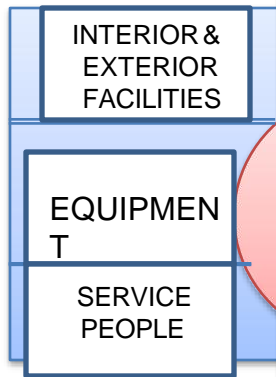 INTERIOR &
EXTERIOR
FACILITIES
EQUIPMEN
T
SERVICE
PEOPLE